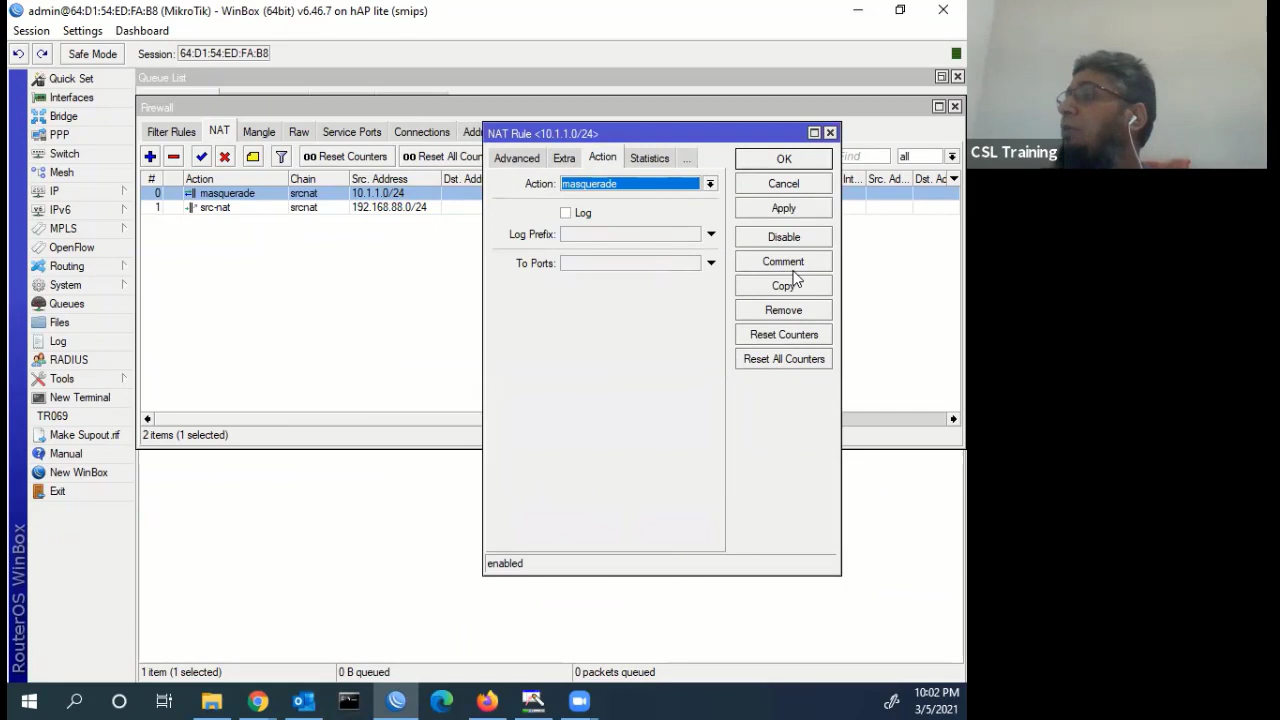 admin@64:D1:54:ED:FA:B8 (MikroTik) - WinBox (64bit) v6.46.7 on hAP lite (smips)
Session Settings Dashboard
Safe Mode Session: 64:D1:54:ED:FA:B8
Quick Set
Interfaces
Bridge
PPP
Switch
Mesh
IP
IPv6
MPLS
OpenFlow
Routing
System
Queues
Files
Log
RADIUS
Tools
New Terminal
TR069
Make Supout.rif
Manual
New WinBox
Exit
RouterOS WinBox
Queue List
Firewall
Filter Rules NAT Mangle Raw Service Ports Connections Add
00 Reset Counters 00 Reset All Coun Find all
# Action Chain Src. Address Dst. Add Int... Src. Ad... Dst. Ad
0 masquerade srcnat 10.1.1.0/24
1 src-nat srcnat 192.168.88.0/24
2 items (1 selected)
NAT Rule <10.1.1.0/24>
Advanced Extra Action Statistics ...
Action: masquerade
Log
Log Prefix:
To Ports:
OK
Cancel
Apply
Disable
Comment
Copy
Remove
Reset Counters
Reset All Counters
enabled
1 item (1 selected) 0 B queued 0 packets queued
CSL Training
10:02 PM
3/5/2021